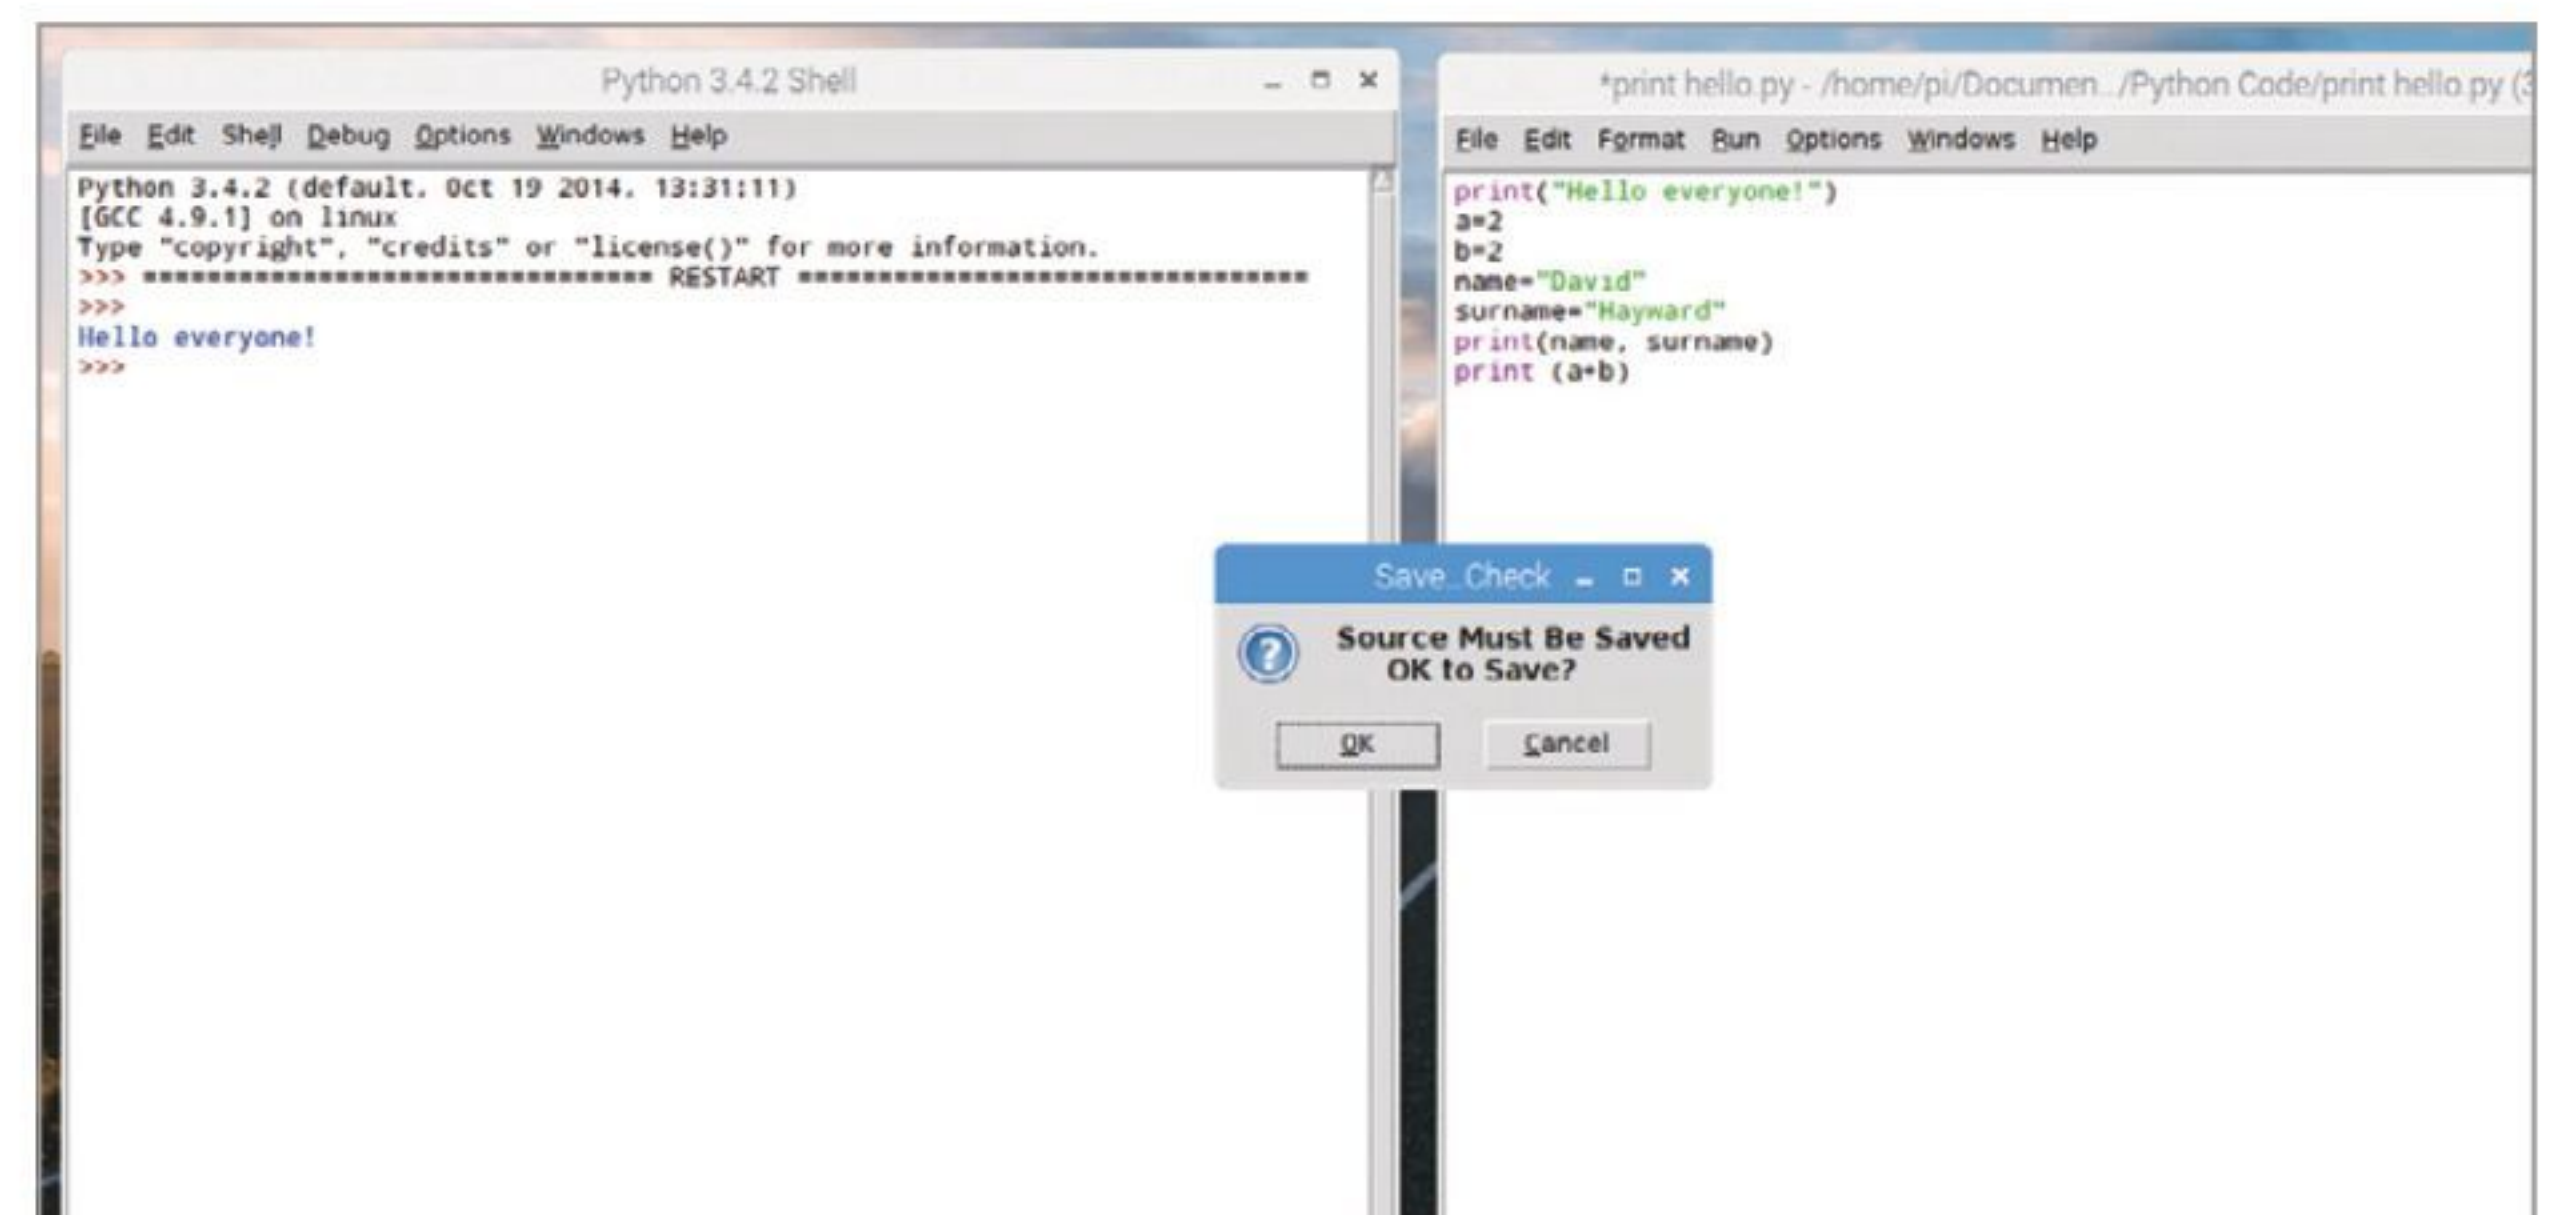 Python 3.4.2 Shell
File Edit Shell Debug Options Windows Help
Python 3.4.2 (default, Oct 19 2014, 13:31:11)
[GCC 4.9.1] on linux
Type "copyright", "credits" or "license()" for more information.
>>> ================================ RESTART ================================
>>>
Hello everyone!
>>>
*print hello.py - /home/pi/Documen.../Python Code/print hello.py (3
File Edit Format Run Options Windows Help
print("Hello everyone!")
a=2
b=2
name="David"
surname="Hayward"
print(name, surname)
print (a+b)
Save_Check
Source Must Be Saved
OK to Save?
OK Cancel